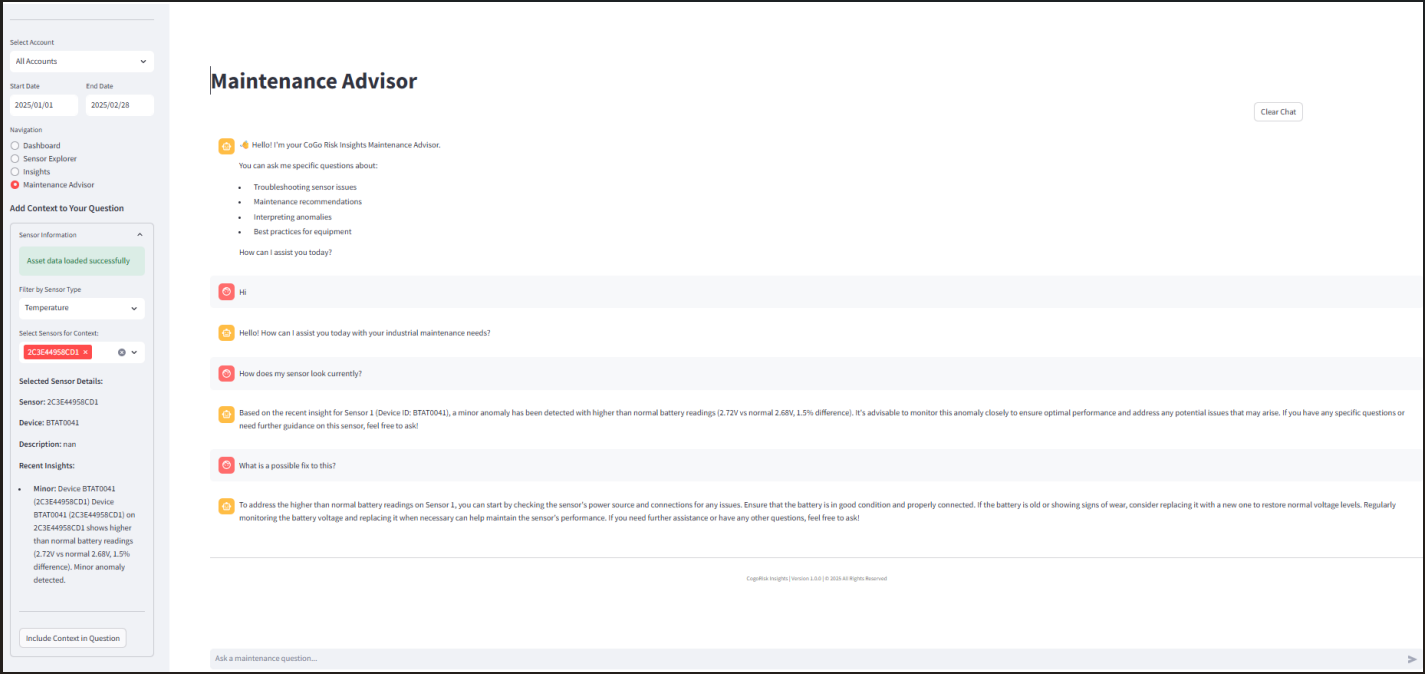 Select Account
All Accounts
Start Date
End Date
2025/01/01
2025/02/28
Navigation
Dashboard
Sensor Explorer
Insights
Maintenance Advisor
Add Context to Your Question
Sensor Information
Asset data loaded successfully
Filter by Sensor Type
Temperature
Select Sensors for Context:
2C3E44958CD1 ×
Selected Sensor Details:
Sensor: 2C3E44958CD1
Device: BTAT0041
Description: nan
Recent Insights:
• Minor: Device BTAT0041
(2C3E44958CD1) Device
BTAT0041 (2C3E44958CD1) on
2C3E44958CD1 shows higher
than normal battery readings
(2.72V vs normal 2.68V, 1.5%
difference). Minor anomaly
detected.
Include Context in Question
Maintenance Advisor
Clear Chat
👋 Hello! I'm your CoGo Risk Insights Maintenance Advisor.
You can ask me specific questions about:
• Troubleshooting sensor issues
• Maintenance recommendations
• Interpreting anomalies
• Best practices for equipment
How can I assist you today?
Hi
Hello! How can I assist you today with your industrial maintenance needs?
How does my sensor look currently?
Based on the recent insight for Sensor 1 (Device ID: BTAT0041), a minor anomaly has been detected with higher than normal battery readings (2.72V vs normal 2.68V, 1.5% difference). It's advisable to monitor this anomaly closely to ensure optimal performance and address any potential issues that may arise. If you have any specific questions or
need further guidance on this sensor, feel free to ask!
What is a possible fix to this?
To address the higher than normal battery readings on Sensor 1, you can start by checking the sensor's power source and connections for any issues. Ensure that the battery is in good condition and properly connected. If the battery is old or showing signs of wear, consider replacing it with a new one to restore normal voltage levels. Regularly
monitoring the battery voltage and replacing it when necessary can help maintain the sensor's performance. If you need further assistance or have any other questions, feel free to ask!
CogoRisk Insights | Version 1.0.0 | © 2025 All Rights Reserved
Ask a maintenance question...